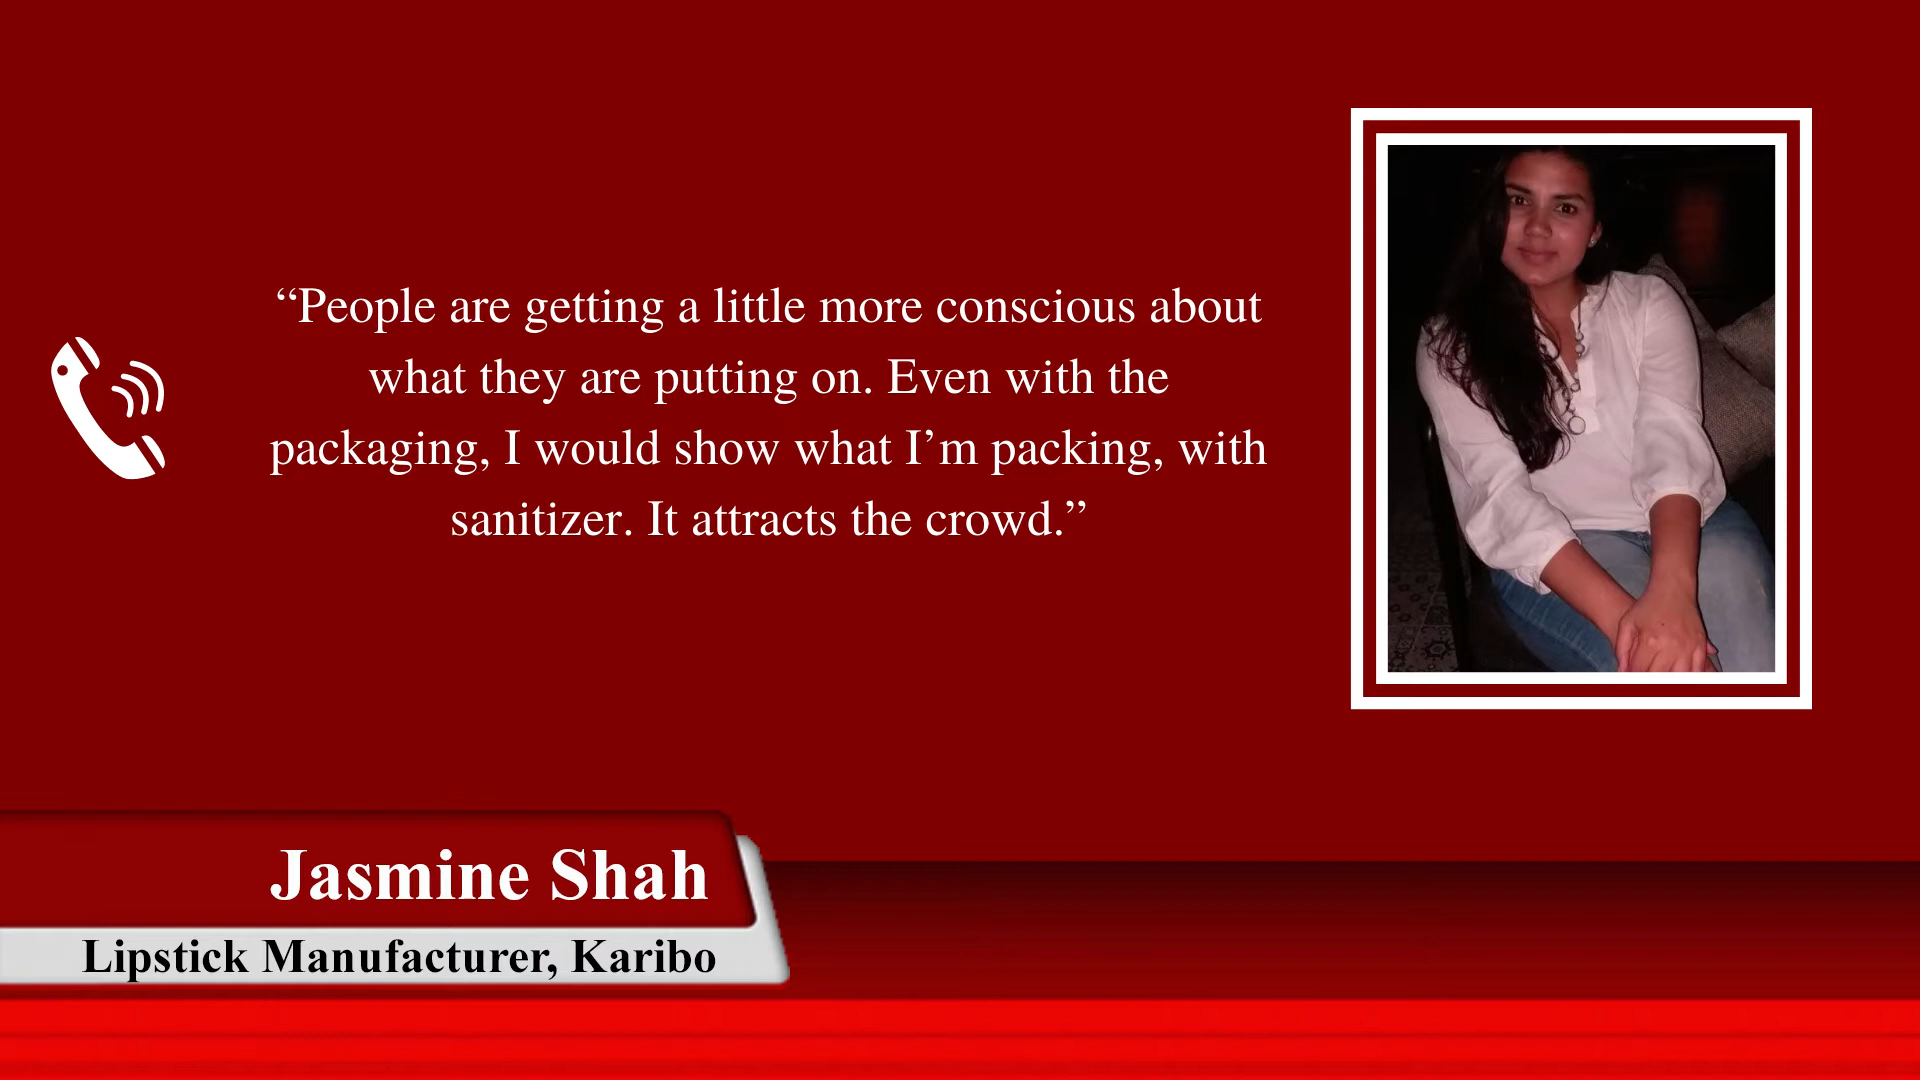 “People are getting a little more conscious about
what they are putting on. Even with the
packaging, I would show what I’m packing, with
sanitizer. It attracts the crowd.”
Jasmine Shah
Lipstick Manufacturer, Karibo